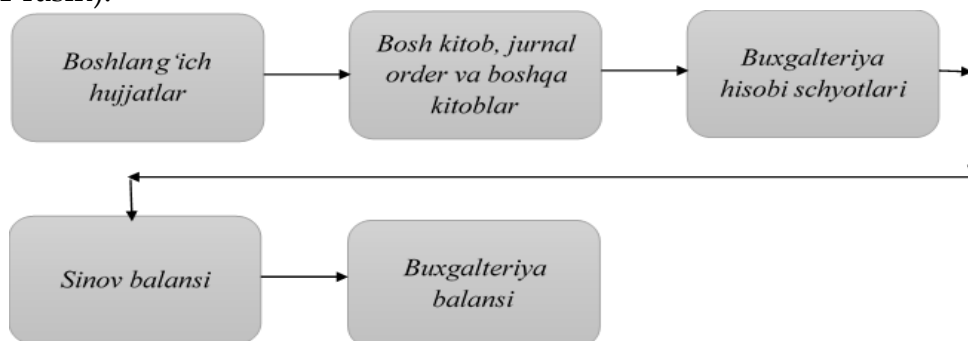 Boshlang‘ich
hujjatlar
Bosh kitob, jurnal
order va boshqa
kitoblar
Buxgalteriya
hisobi schyotlari
Sinov balansi
Buxgalteriya
balansi